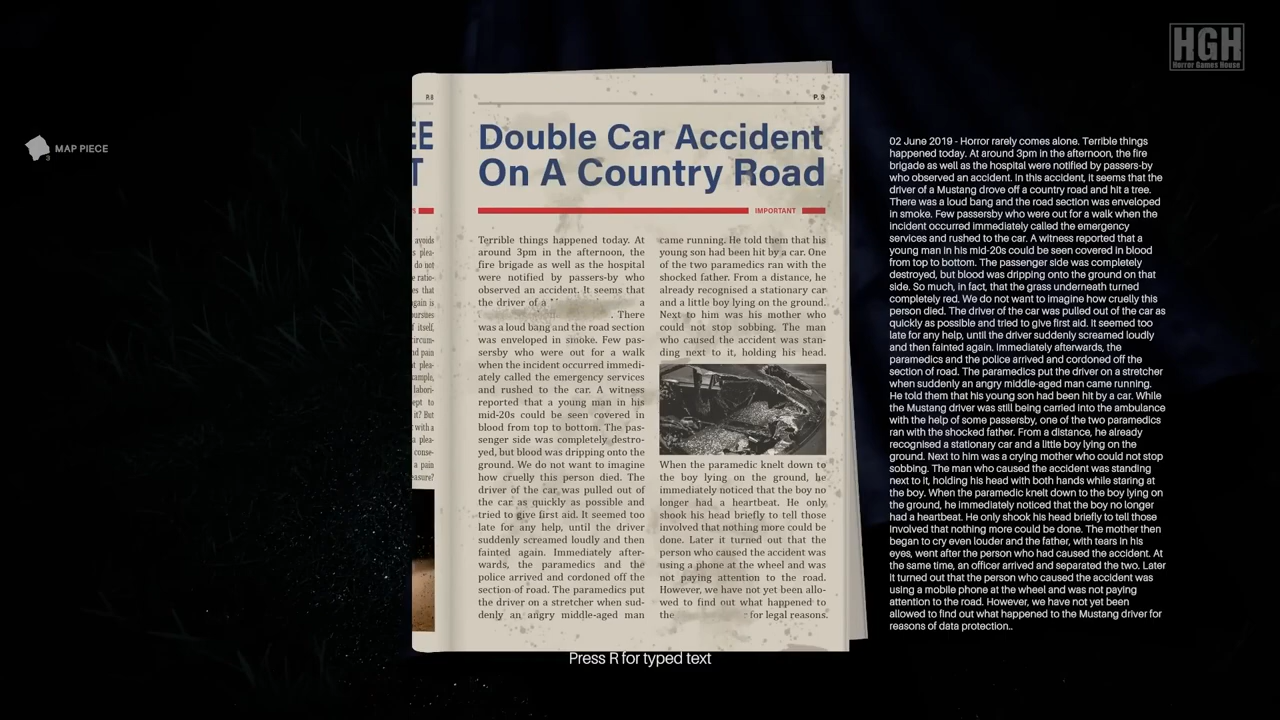 HGH
Horror Games House
MAP PIECE
3
P.8
P. 9
EE
T
Double Car Accident
On A Country Road
IMPORTANT
avoids
plea-
do not
ratio-
es that
gain is
oursues
f itself,
circum-
nd pain
t plea-
xample,
labori-
ept to
it? But
with a
a plea-
conse-
a pain
easure?
Terrible things happened today. At
around 3pm in the afternoon, the
fire brigade as well as the hospital
were notified by passers-by who
observed an accident. It seems that
the driver of a a
. There
was a loud bang and the road section
was enveloped in smoke. Few pas-
sersby who were out for a walk
when the incident occurred immedi-
ately called the emergency services
and rushed to the car. A witness
reported that a young man in his
mid-20s could be seen covered in
blood from top to bottom. The pas-
senger side was completely destro-
yed, but blood was dripping onto the
ground. We do not want to imagine
how cruelly this person died. The
driver of the car was pulled out of
the car as quickly as possible and
tried to give first aid. It seemed too
late for any help, until the driver
suddenly screamed loudly and then
fainted again. Immediately after-
wards, the paramedics and the
police arrived and cordoned off the
section of road. The paramedics put
the driver on a stretcher when sud-
denly an angry middle-aged man
came running. He told them that his
young son had been hit by a car. One
of the two paramedics ran with the
shocked father. From a distance, he
already recognised a stationary car
and a little boy lying on the ground.
Next to him was his mother who
could not stop sobbing. The man
who caused the accident was stan-
ding next to it, holding his head.
When the paramedic knelt down to
the boy lying on the ground, he
immediately noticed that the boy no
longer had a heartbeat. He only
shook his head briefly to tell those
involved that nothing more could be
done. Later it turned out that the
person who caused the accident was
using a phone at the wheel and was
not paying attention to the road.
However, we have not yet been allo-
wed to find out what happened to
the for legal reasons.
02 June 2019 - Horror rarely comes alone. Terrible things
happened today. At around 3pm in the afternoon, the fire
brigade as well as the hospital were notified by passers-by
who observed an accident. In this accident, it seems that the
driver of a Mustang drove off a country road and hit a tree.
There was a loud bang and the road section was enveloped
in smoke. Few passersby who were out for a walk when the
incident occurred immediately called the emergency
services and rushed to the car. A witness reported that a
young man in his mid-20s could be seen covered in blood
from top to bottom. The passenger side was completely
destroyed, but blood was dripping onto the ground on that
side. So much, in fact, that the grass underneath turned
completely red. We do not want to imagine how cruelly this
person died. The driver of the car was pulled out of the car as
quickly as possible and tried to give first aid. It seemed too
late for any help, until the driver suddenly screamed loudly
and then fainted again. Immediately afterwards, the
paramedics and the police arrived and cordoned off the
section of road. The paramedics put the driver on a stretcher
when suddenly an angry middle-aged man came running.
He told them that his young son had been hit by a car. While
the Mustang driver was still being carried into the ambulance
with the help of some passersby, one of the two paramedics
ran with the shocked father. From a distance, he already
recognised a stationary car and a little boy lying on the
ground. Next to him was a crying mother who could not stop
sobbing. The man who caused the accident was standing
next to it, holding his head with both hands while staring at
the boy. When the paramedic knelt down to the boy lying on
the ground, he immediately noticed that the boy no longer
had a heartbeat. He only shook his head briefly to tell those
involved that nothing more could be done. The mother then
began to cry even louder and the father, with tears in his
eyes, went after the person who had caused the accident. At
the same time, an officer arrived and separated the two. Later
it turned out that the person who caused the accident was
using a mobile phone at the wheel and was not paying
attention to the road. However, we have not yet been
allowed to find out what happened to the Mustang driver for
reasons of data protection..
Press R for typed text